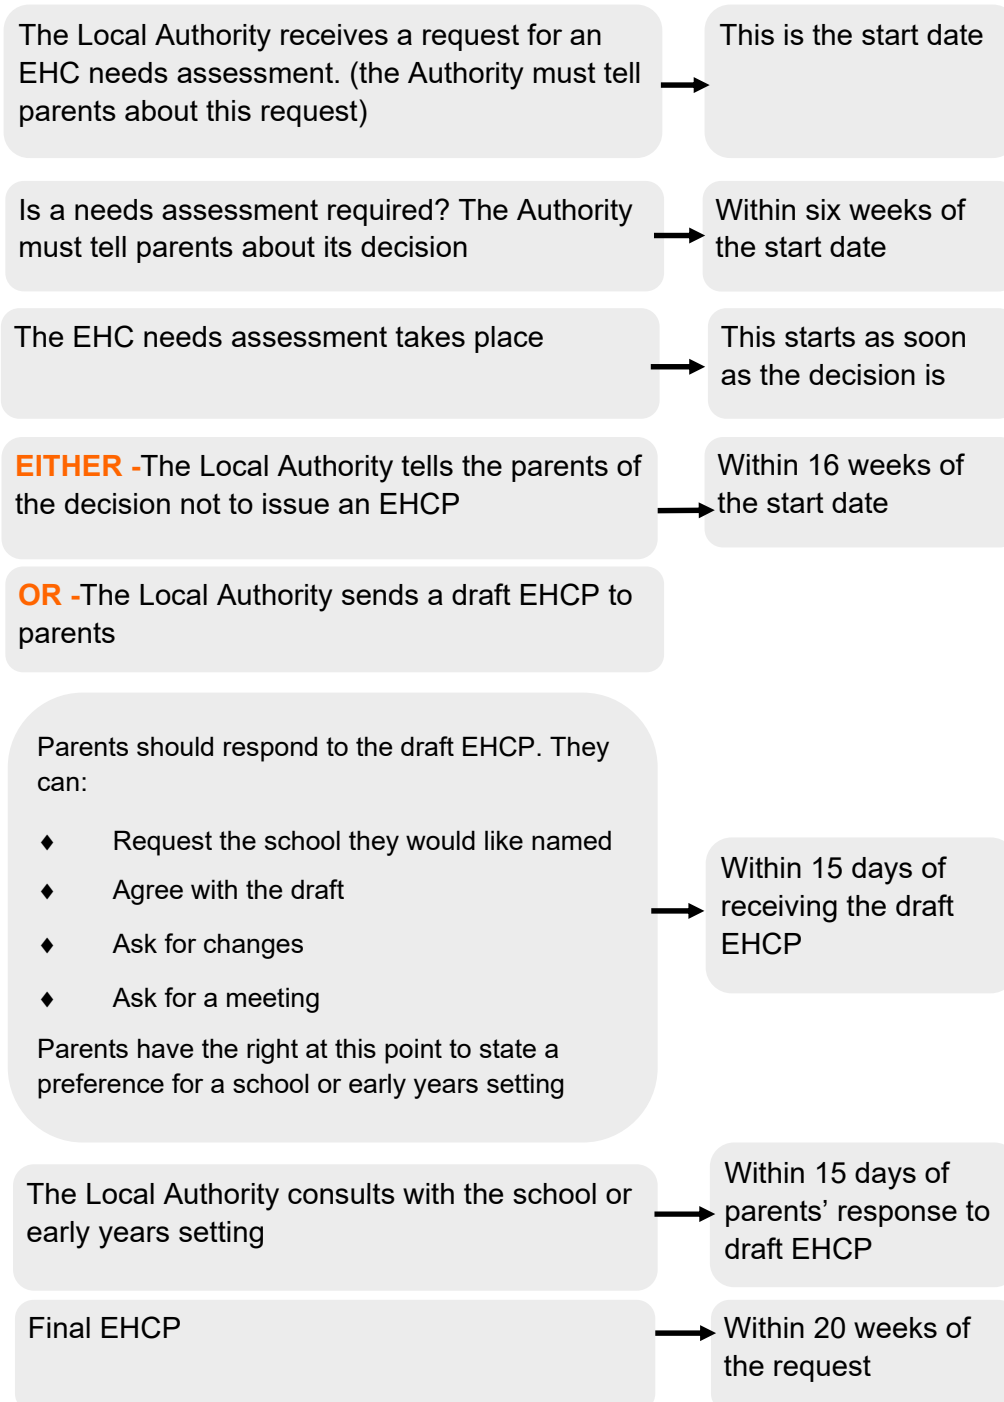 The Local Authority receives a request for an
EHC needs assessment. (the Authority must tell
parents about this request)
This is the start date
Is a needs assessment required? The Authority
must tell parents about its decision
Within six weeks of
the start date
The EHC needs assessment takes place
This starts as soon
as the decision is
EITHER -The Local Authority tells the parents of
the decision not to issue an EHCP
Within 16 weeks of
the start date
OR -The Local Authority sends a draft EHCP to
parents
Parents should respond to the draft EHCP. They
can:
♦ Request the school they would like named
♦ Agree with the draft
♦ Ask for changes
♦ Ask for a meeting
Parents have the right at this point to state a
preference for a school or early years setting
Within 15 days of
receiving the draft
EHCP
The Local Authority consults with the school or
early years setting
Within 15 days of
parents’ response to
draft EHCP
Final EHCP
Within 20 weeks of
the request